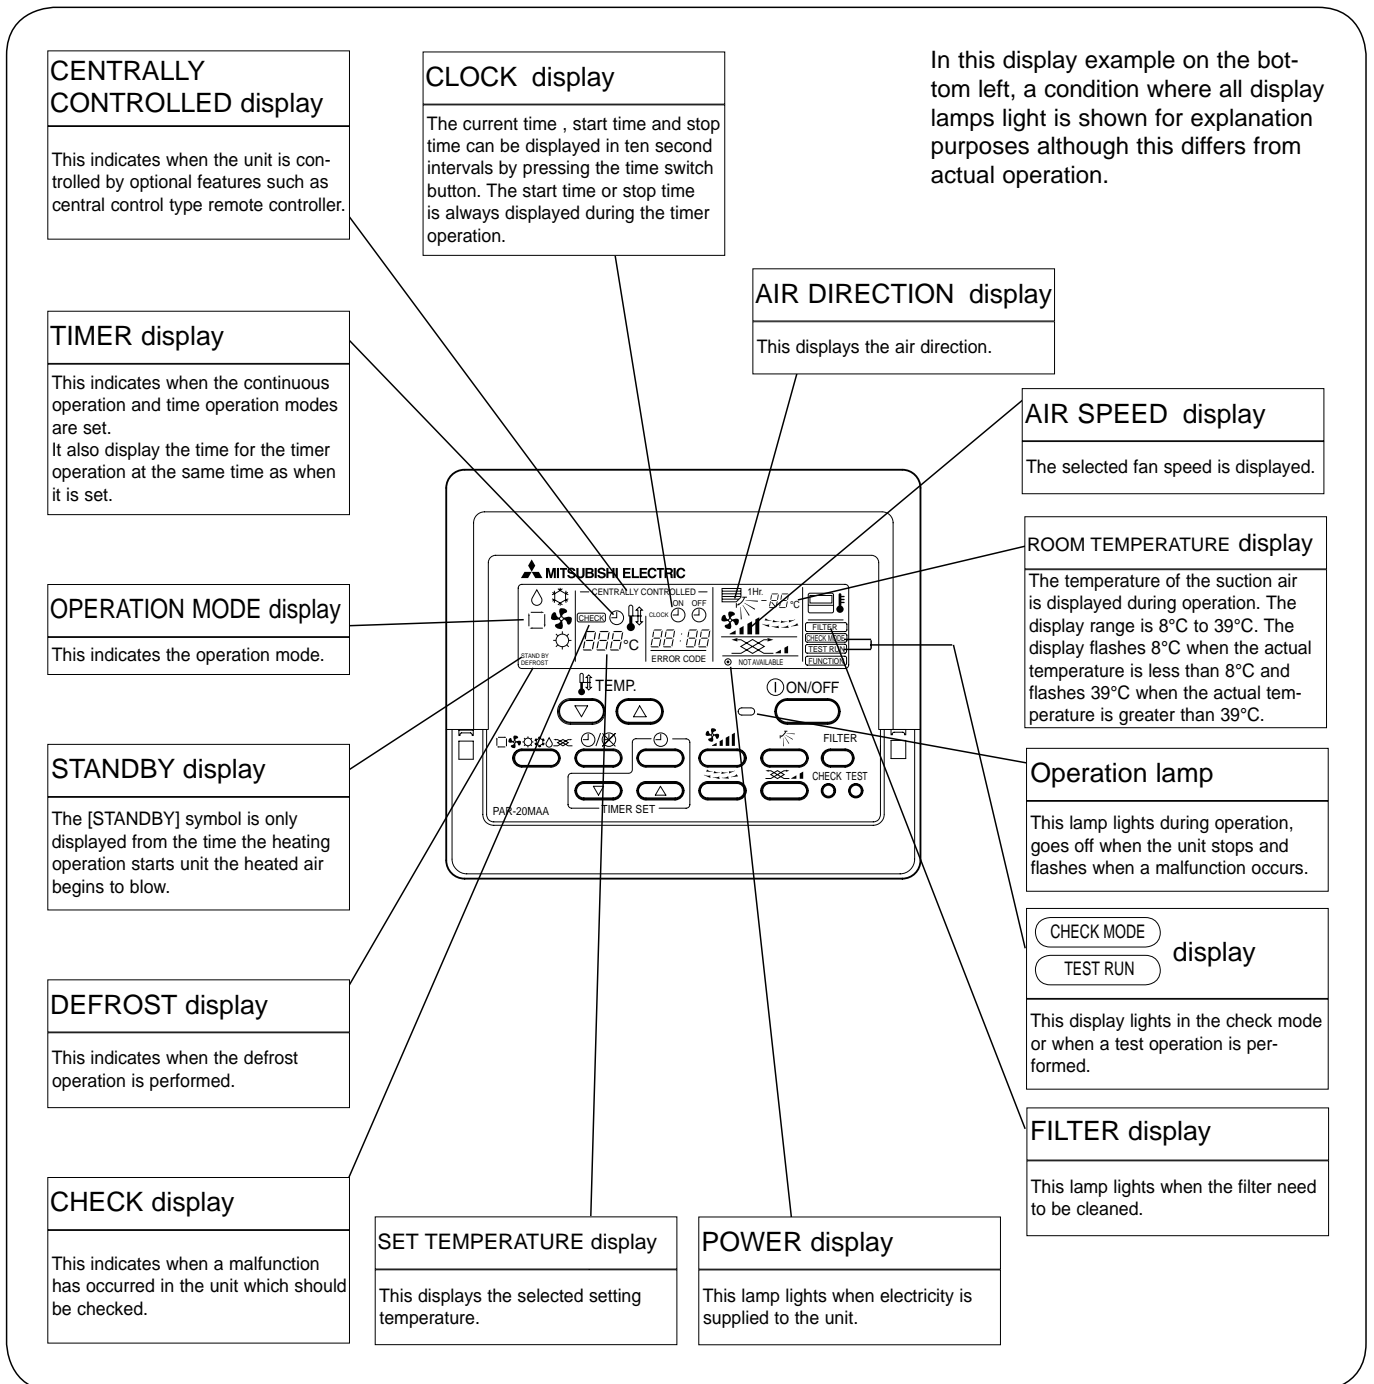 CENTRALLY
CONTROLLED display
This indicates when the unit is con-
trolled by optional features such as
central control type remote controller.
CLOCK display
The current time , start time and stop
time can be displayed in ten second
intervals by pressing the time switch
button. The start time or stop time
is always displayed during the timer
operation.
In this display example on the bot-
tom left, a condition where all display
lamps light is shown for explanation
purposes although this differs from
actual operation.
TIMER display
This indicates when the continuous
operation and time operation modes
are set.
It also display the time for the timer
operation at the same time as when
it is set.
AIR DIRECTION display
This displays the air direction.
AIR SPEED display
The selected fan speed is displayed.
ROOM TEMPERATURE display
The temperature of the suction air
is displayed during operation. The
display range is 8°C to 39°C. The
display flashes 8°C when the actual
temperature is less than 8°C and
flashes 39°C when the actual tem-
perature is greater than 39°C.
OPERATION MODE display
This indicates the operation mode.
MITSUBISHI ELECTRIC
CENTRALLY CONTROLLED
ON OFF
CLOCK
CHECK
888°C
88:88
ERROR CODE
STAND BY
DEFROST
1Hr.
88°C
NOT AVAILABLE
FILTER
CHECK MODE
TEST RUN
FUNCTION
TEMP.
ON/OFF
FILTER
CHECK TEST
PAR-20MAA
TIMER SET
STANDBY display
The [STANDBY] symbol is only
displayed from the time the heating
operation starts unit the heated air
begins to blow.
Operation lamp
This lamp lights during operation,
goes off when the unit stops and
flashes when a malfunction occurs.
CHECK MODE
TEST RUN
display
This display lights in the check mode
or when a test operation is per-
formed.
DEFROST display
This indicates when the defrost
operation is performed.
FILTER display
This lamp lights when the filter need
to be cleaned.
CHECK display
This indicates when a malfunction
has occurred in the unit which should
be checked.
SET TEMPERATURE display
This displays the selected setting
temperature.
POWER display
This lamp lights when electricity is
supplied to the unit.